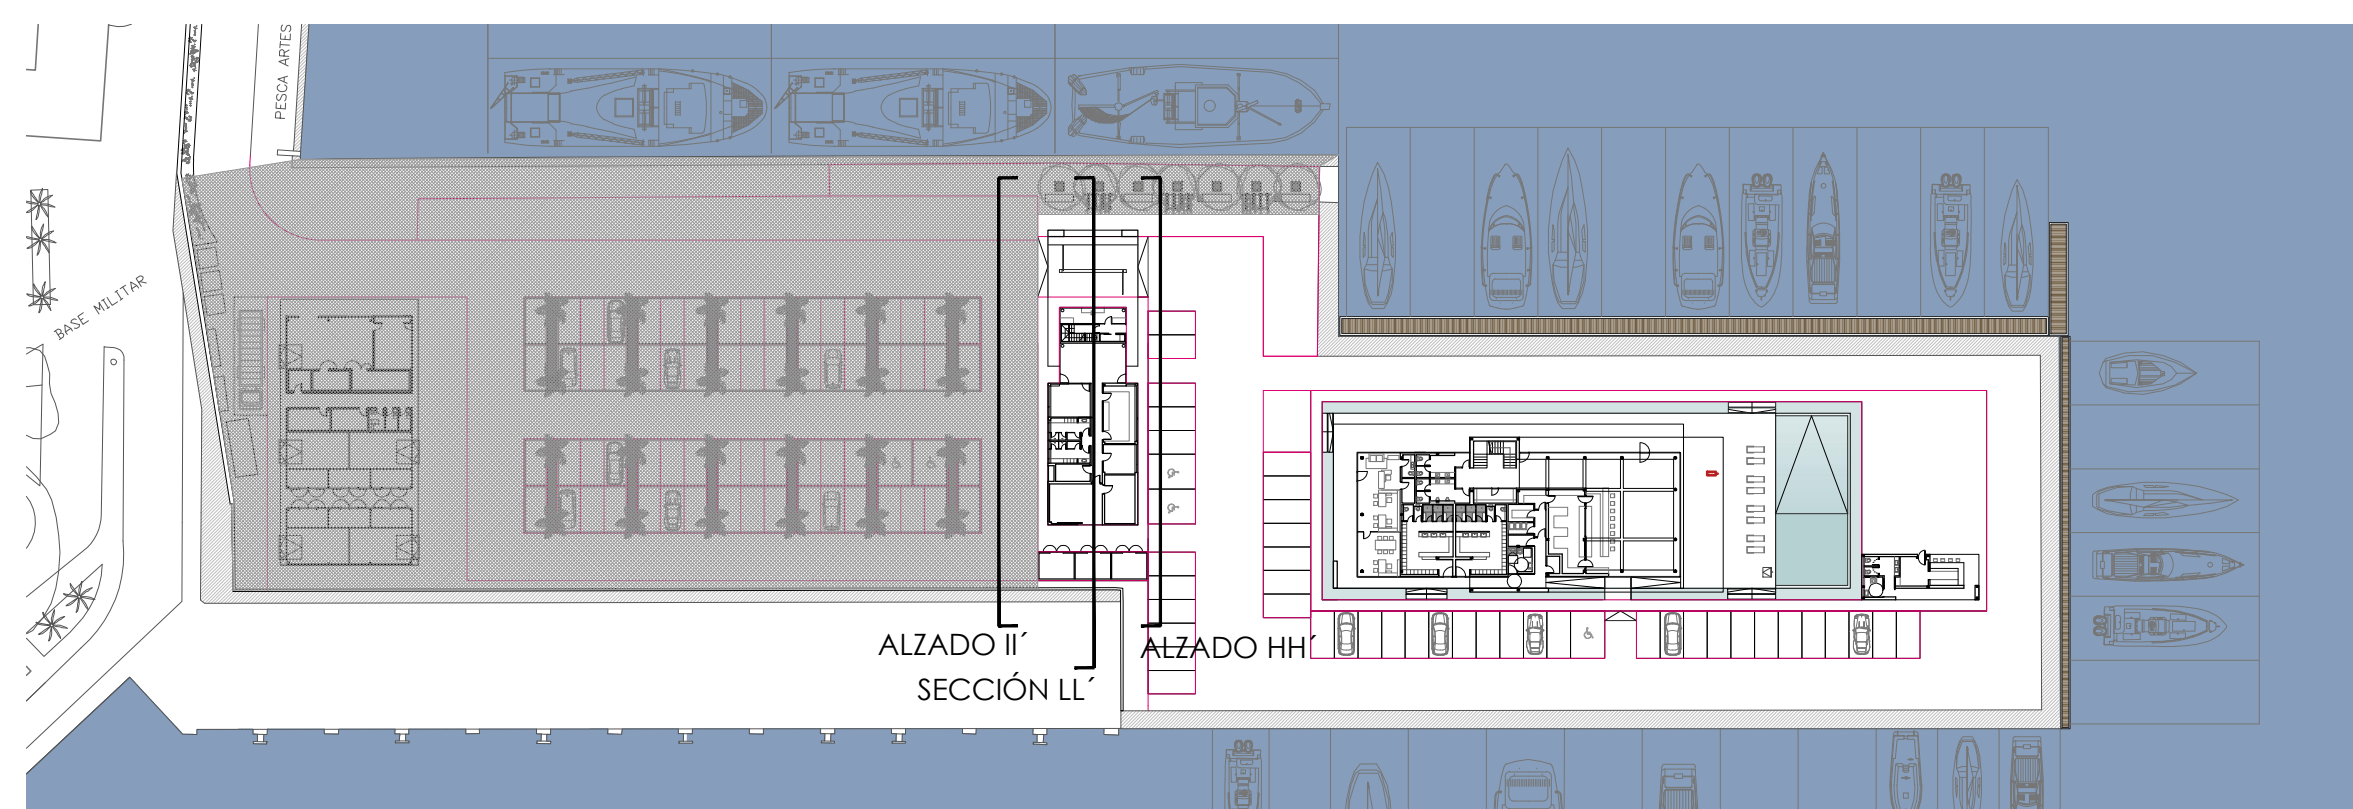 PESCA ARTES
BASE MILITAR
ALZADO II´
ALZADO HH´
SECCIÓN LL´